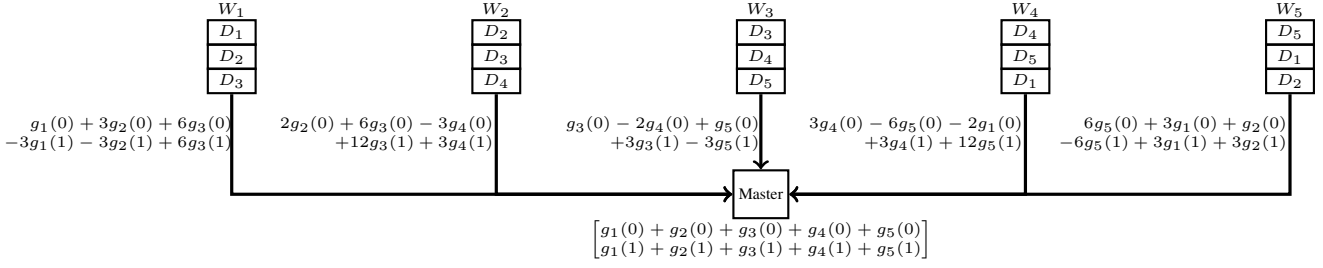 W₁ W₂ W₃ W₄ W₅
D₁ D₂ D₃ D₄ D₅
D₂ D₃ D₄ D₅ D₁
D₃ D₄ D₅ D₁ D₂
g₁(0) + 3g₂(0) + 6g₃(0) 2g₂(0) + 6g₃(0) − 3g₄(0) g₃(0) − 2g₄(0) + g₅(0) 3g₄(0) − 6g₅(0) − 2g₁(0) 6g₅(0) + 3g₁(0) + g₂(0)
−3g₁(1) − 3g₂(1) + 6g₃(1) +12g₃(1) + 3g₄(1) +3g₃(1) − 3g₅(1) +3g₄(1) + 12g₅(1) −6g₅(1) + 3g₁(1) + 3g₂(1)
Master
[g₁(0) + g₂(0) + g₃(0) + g₄(0) + g₅(0)]
[g₁(1) + g₂(1) + g₃(1) + g₄(1) + g₅(1)]